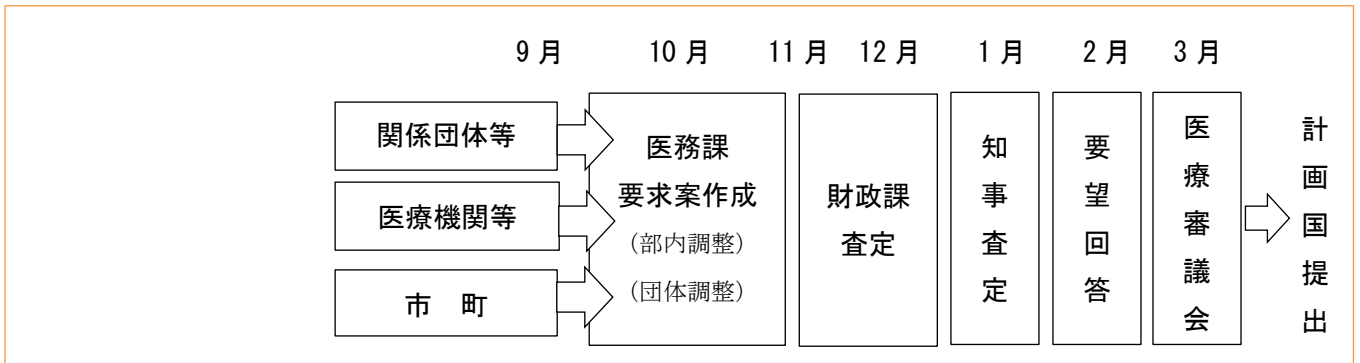 9月 10月 11月 12月 1月 2月 3月
関係団体等
医療機関等
市 町
医務課
要求案作成
（部内調整）
（団体調整）
財政課
査定
知事査定
要望回答
医療審議会
計画国提出